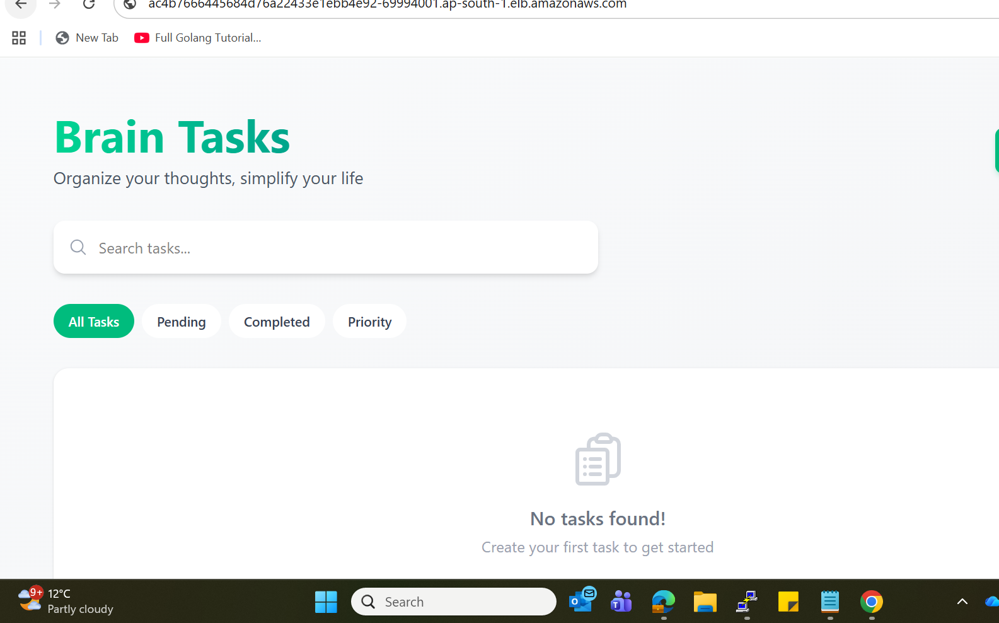 ac4b7666445684d76a22433e1ebb4e92-69994001.ap-south-1.elb.amazonaws.com
New Tab
Full Golang Tutorial...
Brain Tasks
Organize your thoughts, simplify your life
Search tasks...
All Tasks
Pending
Completed
Priority
No tasks found!
Create your first task to get started
9+
12°C
Partly cloudy
Search